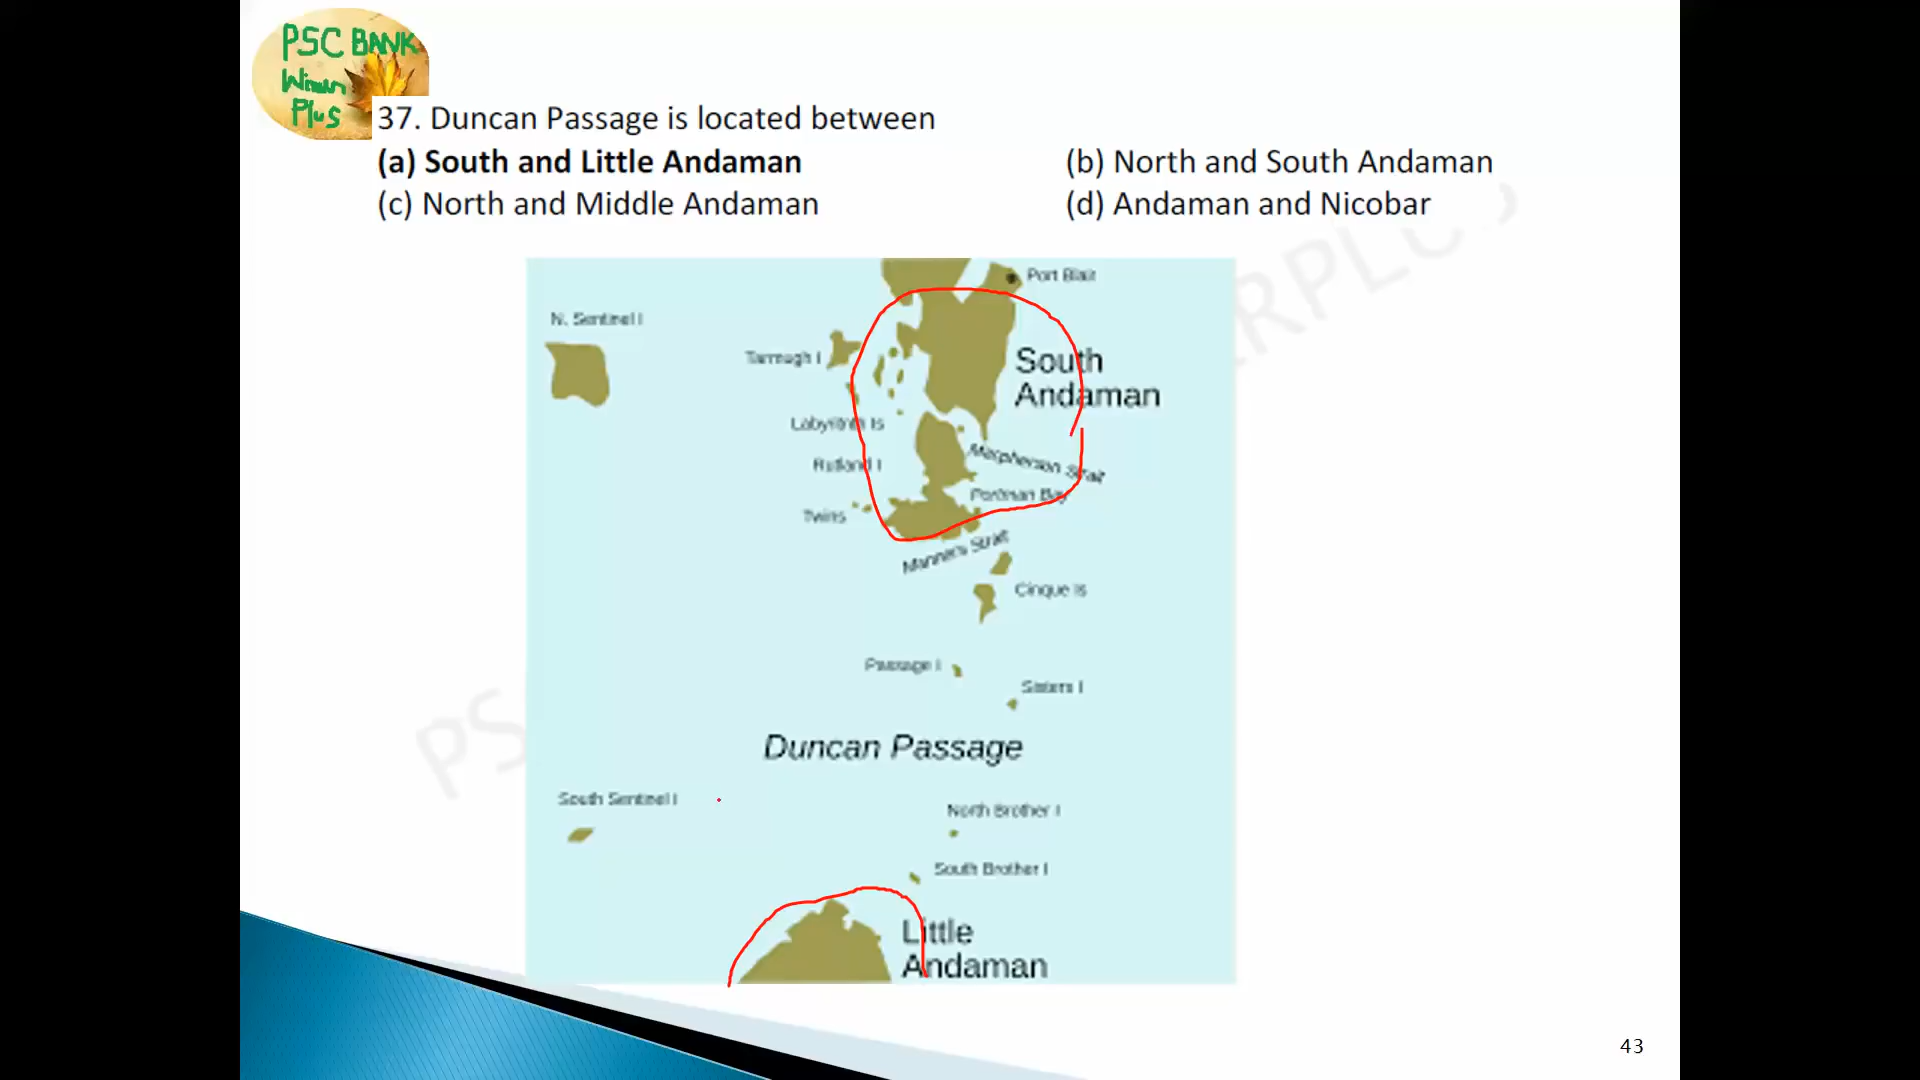 PSC BANK
Winner
Plus
37. Duncan Passage is located between
(a) South and Little Andaman
(b) North and South Andaman
(c) North and Middle Andaman
(d) Andaman and Nicobar
Port Blair
N. Sentinel I
Tarmugh I
South
Andaman
Labyrinth Is
Macpherson Strait
Rutland I
Portman Bay
Twins
Manners Strait
Cinque Is
Passage I
Sisters I
Duncan Passage
South Sentinel I
North Brother I
South Brother I
Little
Andaman
43